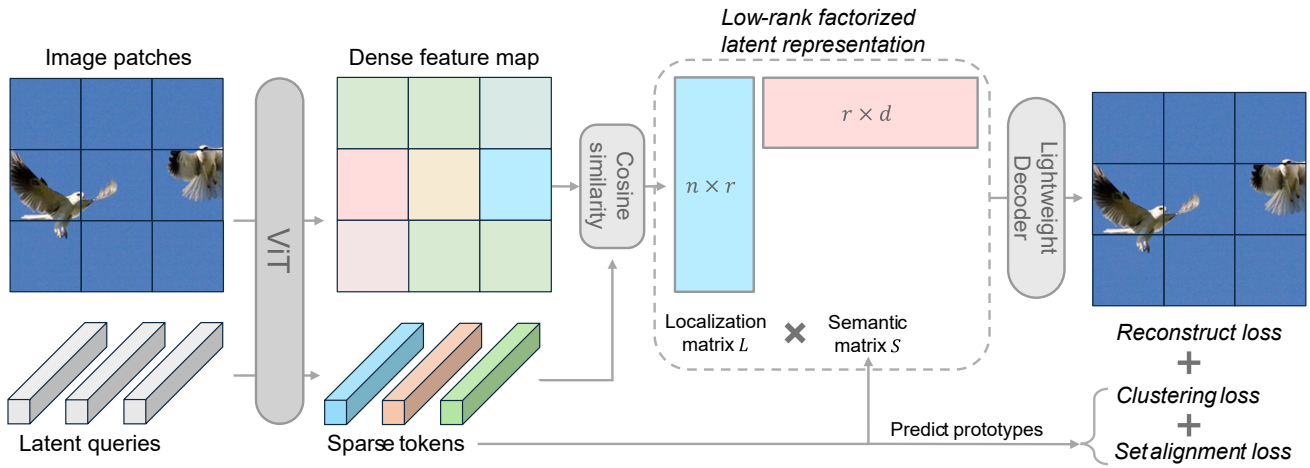 Low-rank factorized
latent representation
Image patches
Dense feature map
ViT
Cosine
similarity
n × r
r × d
Lightweight
Decoder
Localization
matrix L
×
Semantic
matrix S
Latent queries
Sparse tokens
Predict prototypes
Reconstruct loss
+
Clustering loss
+
Set alignment loss